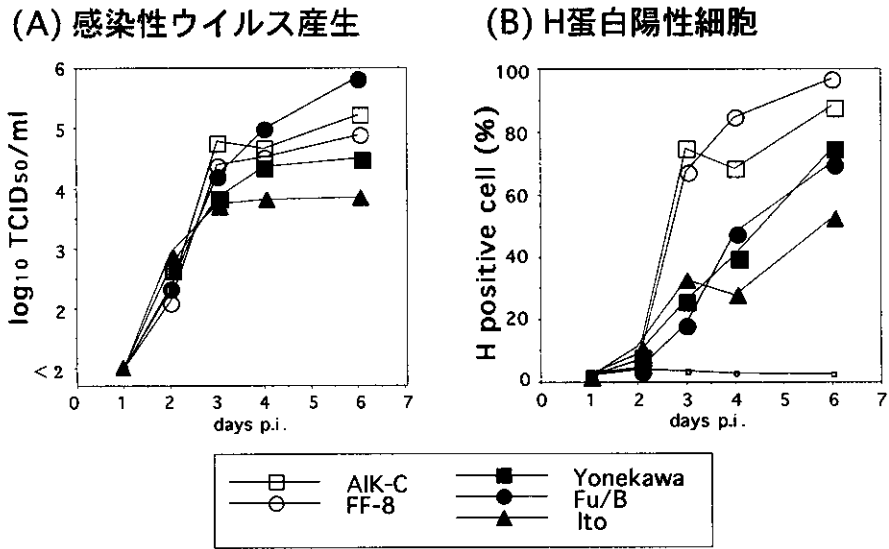 (A) 感染性ウイルス産生
(B) H蛋白陽性細胞
log10 TCID50/ml
6
5
4
3
2
<2
0 1 2 3 4 5 6 7
days p.i.
H positive cell (%)
100
80
60
40
20
0
0 1 2 3 4 5 6 7
days p.i.
AIK-C
FF-8
Yonekawa
Fu/B
Ito